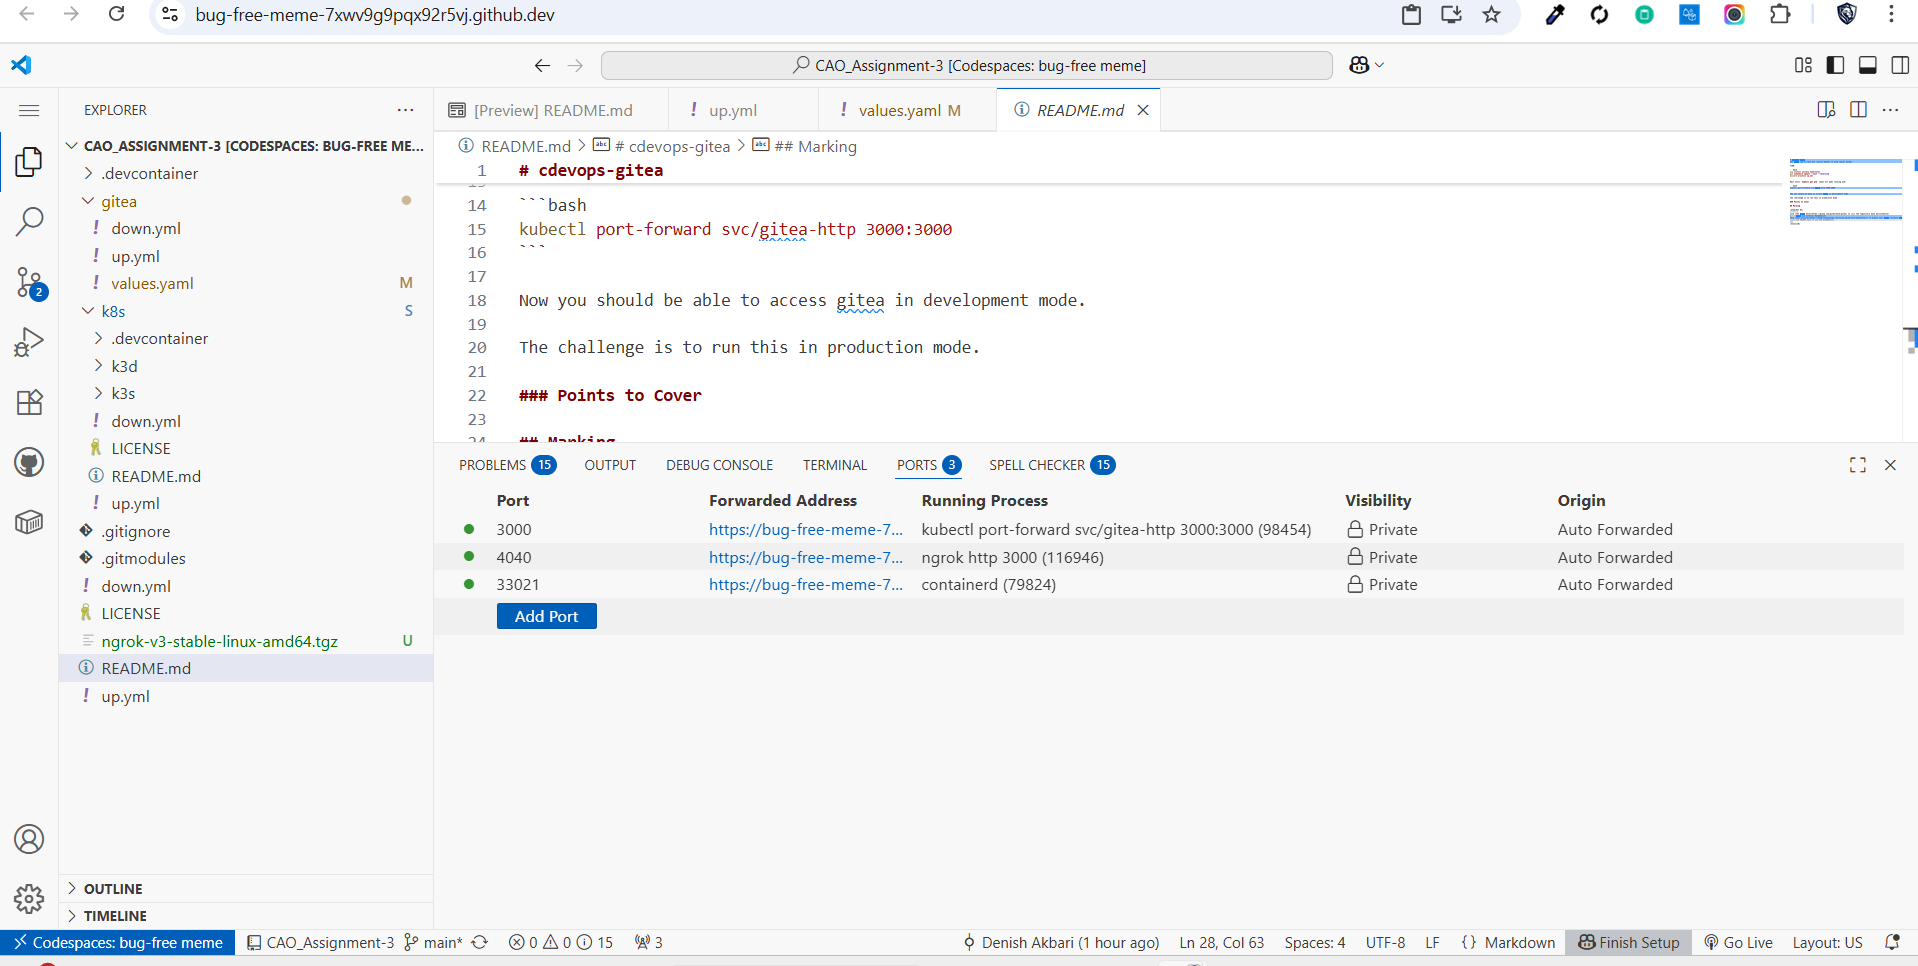 bug-free-meme-7xwv9g9pqx92r5vj.github.dev
CAO_Assignment-3 [Codespaces: bug-free meme]
EXPLORER
CAO_ASSIGNMENT-3 [CODESPACES: BUG-FREE ME...
.devcontainer
gitea
down.yml
up.yml
values.yaml M
k8s S
.devcontainer
k3d
k3s
down.yml
LICENSE
README.md
up.yml
.gitignore
.gitmodules
down.yml
LICENSE
ngrok-v3-stable-linux-amd64.tgz U
README.md
up.yml
OUTLINE
TIMELINE
2
[Preview] README.md
up.yml
values.yaml M
README.md
README.md > # cdevops-gitea > ## Marking
1 # cdevops-gitea
14 ```bash
15 kubectl port-forward svc/gitea-http 3000:3000
16 ```
17
18 Now you should be able to access gitea in development mode.
19
20 The challenge is to run this in production mode.
21
22 ### Points to Cover
23
24 ## Marking
PROBLEMS 15 OUTPUT DEBUG CONSOLE TERMINAL PORTS 3 SPELL CHECKER 15
Port Forwarded Address Running Process Visibility Origin
3000 https://bug-free-meme-7... kubectl port-forward svc/gitea-http 3000:3000 (98454) Private Auto Forwarded
4040 https://bug-free-meme-7... ngrok http 3000 (116946) Private Auto Forwarded
33021 https://bug-free-meme-7... containerd (79824) Private Auto Forwarded
Add Port
Codespaces: bug-free meme CAO_Assignment-3 main* 0 0 15 3 Denish Akbari (1 hour ago) Ln 28, Col 63 Spaces: 4 UTF-8 LF {} Markdown Finish Setup Go Live Layout: US